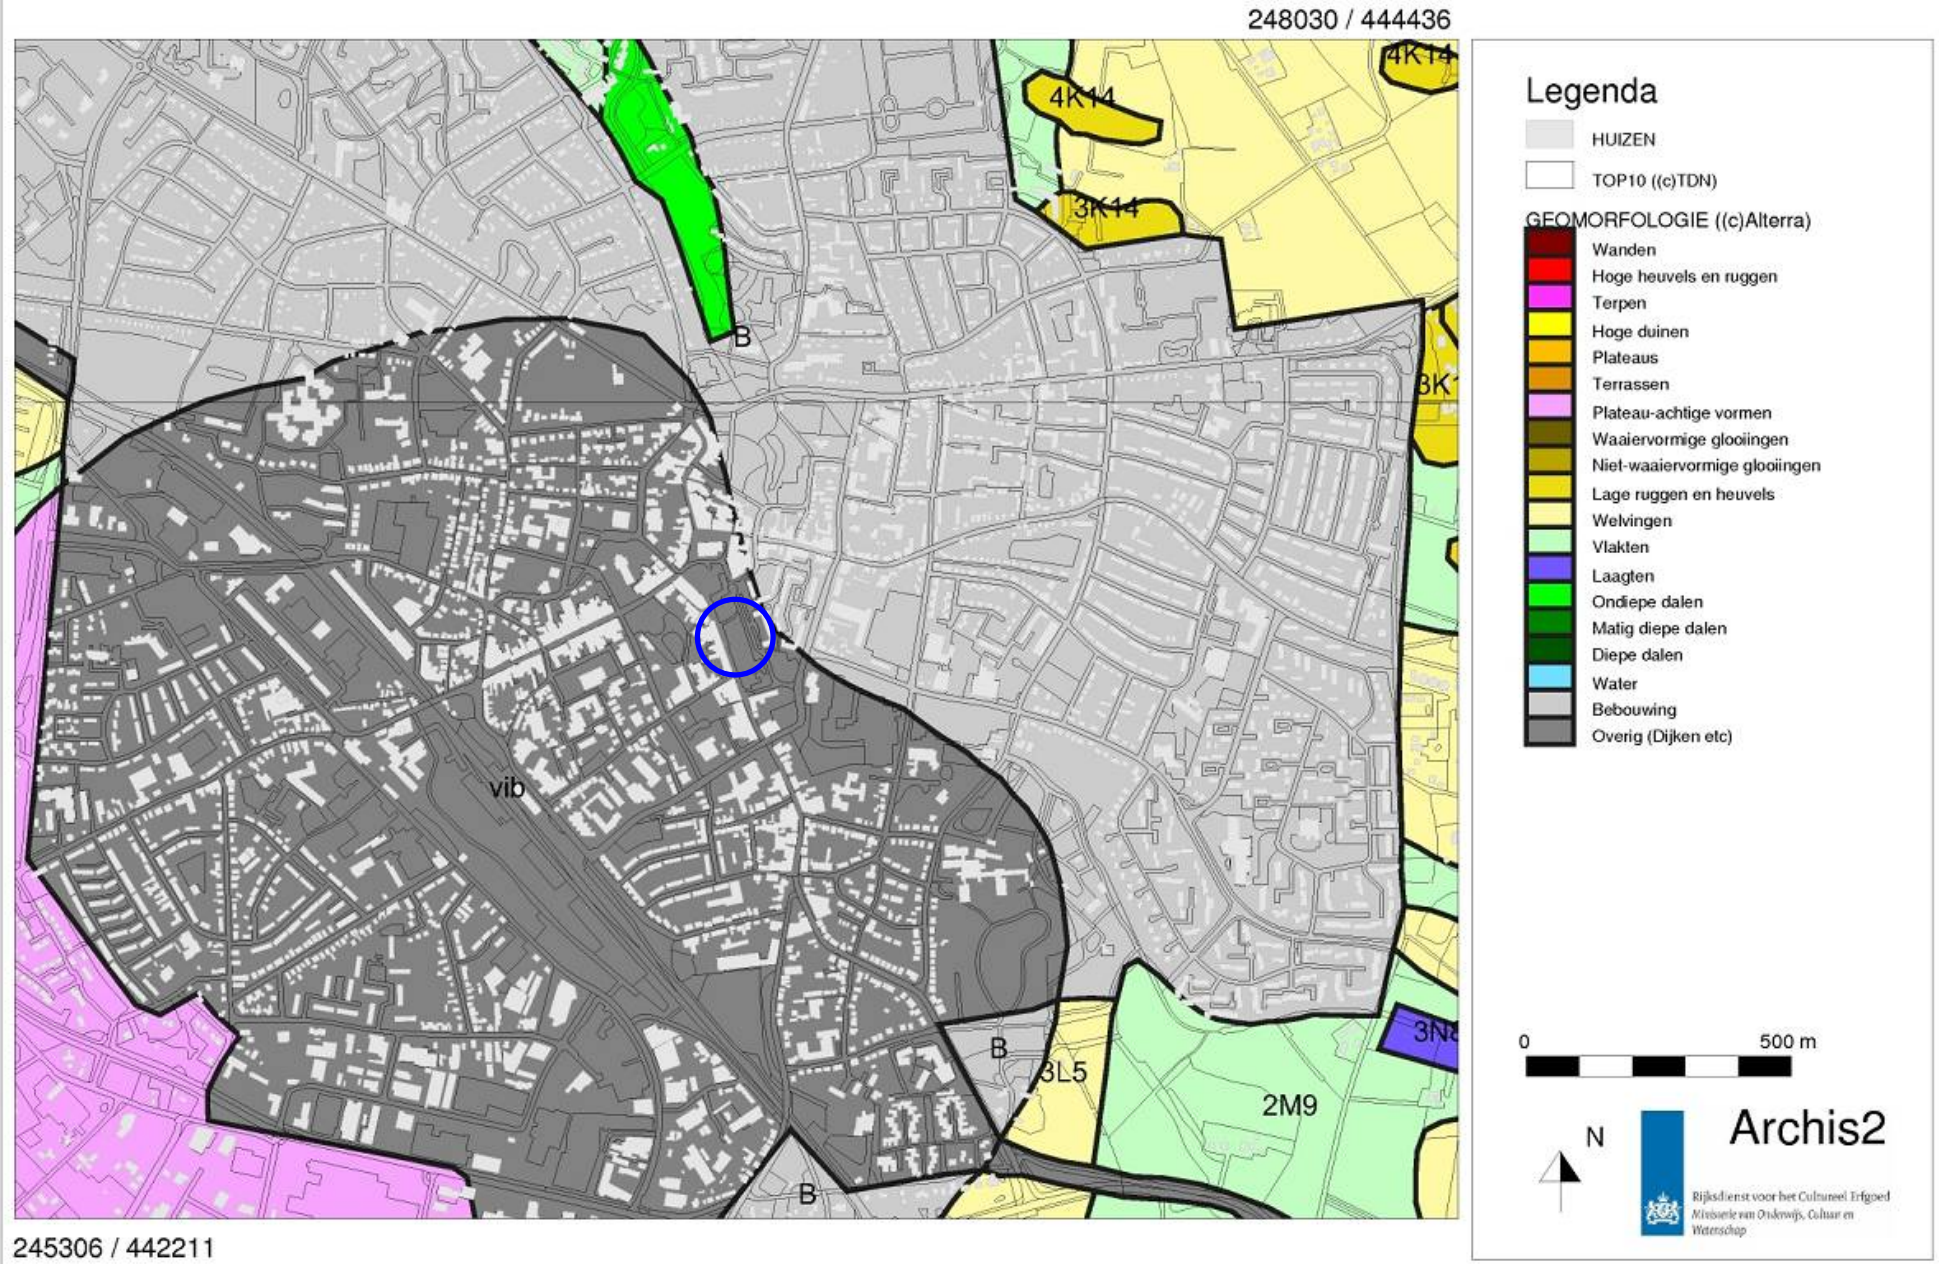 248030 / 444436
4K14
4K14
3K14
B
3K1
vib
B
3L5
2M9
3N8
B
245306 / 442211
Legenda
HUIZEN
TOP10 ((c)TDN)
GEOMORFOLOGIE ((c)Alterra)
Wanden
Hoge heuvels en ruggen
Terpen
Hoge duinen
Plateaus
Terrassen
Plateau-achtige vormen
Waaiervormige glooiingen
Niet-waaiervormige glooiingen
Lage ruggen en heuvels
Welvingen
Vlakten
Laagten
Ondiepe dalen
Matig diepe dalen
Diepe dalen
Water
Bebouwing
Overig (Dijken etc)
0 500 m
N
Archis2
Rijksdienst voor het Cultureel Erfgoed
Ministerie van Onderwijs, Cultuur en
Wetenschap